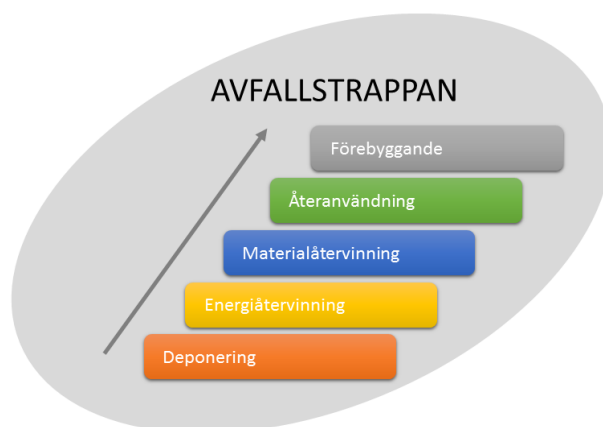 AVFALLSTRAPPAN
Förebyggande
Återanvändning
Materialåtervinning
Energiåtervinning
Deponering